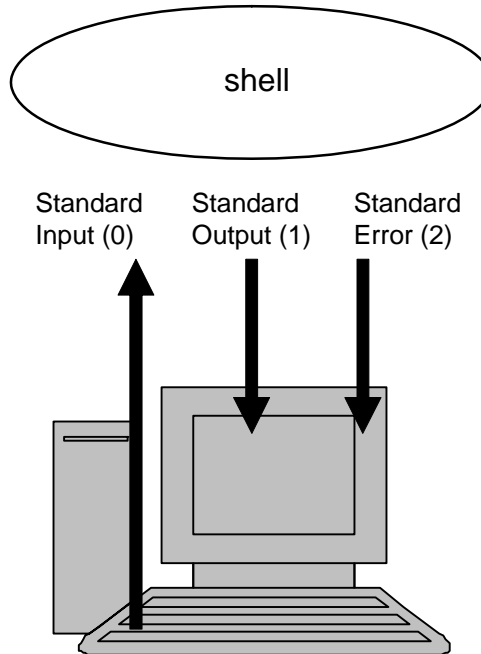 shell
Standard
Input (0)
Standard
Output (1)
Standard
Error (2)